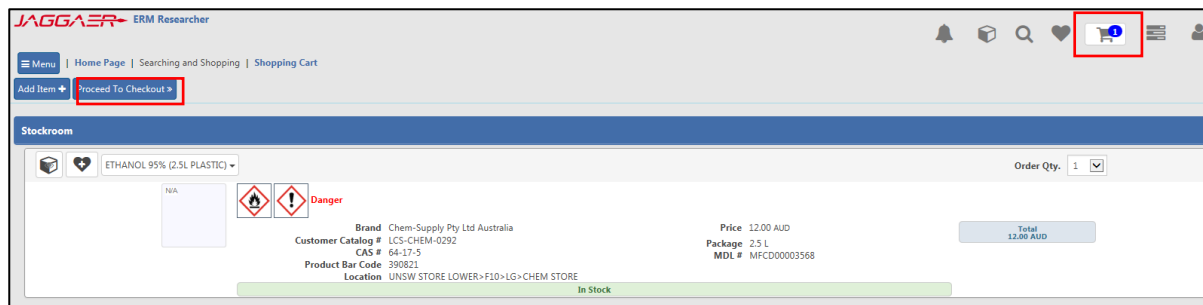 JAGGAER ERM Researcher
1
Menu | Home Page | Searching and Shopping | Shopping Cart
Add Item Proceed To Checkout »
Stockroom
ETHANOL 95% (2.5L PLASTIC) Order Qty. 1
N/A
Danger
Brand Chem-Supply Pty Ltd Australia Price 12.00 AUD Total
Customer Catalog # LCS-CHEM-0292 Package 2.5 L 12.00 AUD
CAS # 64-17-5 MDL # MFCD00003568
Product Bar Code 390821
Location UNSW STORE LOWER>F10>LG>CHEM STORE
In Stock